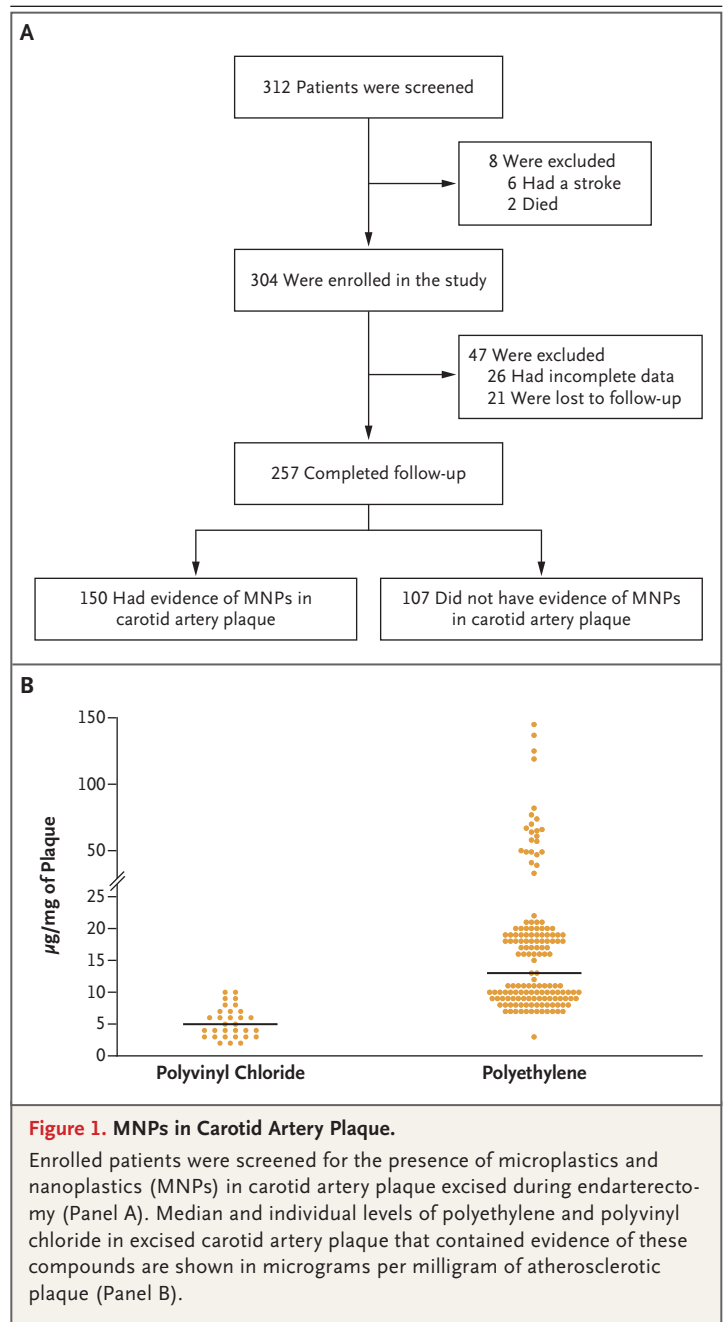 A
312 Patients were screened
8 Were excluded
6 Had a stroke
2 Died
304 Were enrolled in the study
47 Were excluded
26 Had incomplete data
21 Were lost to follow-up
257 Completed follow-up
150 Had evidence of MNPs in
carotid artery plaque
107 Did not have evidence of MNPs
in carotid artery plaque
B
µg/mg of Plaque
150
100
50
25
20
15
10
5
0
Polyvinyl Chloride
Polyethylene
Figure 1. MNPs in Carotid Artery Plaque.
Enrolled patients were screened for the presence of microplastics and
nanoplastics (MNPs) in carotid artery plaque excised during endarterecto-
my (Panel A). Median and individual levels of polyethylene and polyvinyl
chloride in excised carotid artery plaque that contained evidence of these
compounds are shown in micrograms per milligram of atherosclerotic
plaque (Panel B).